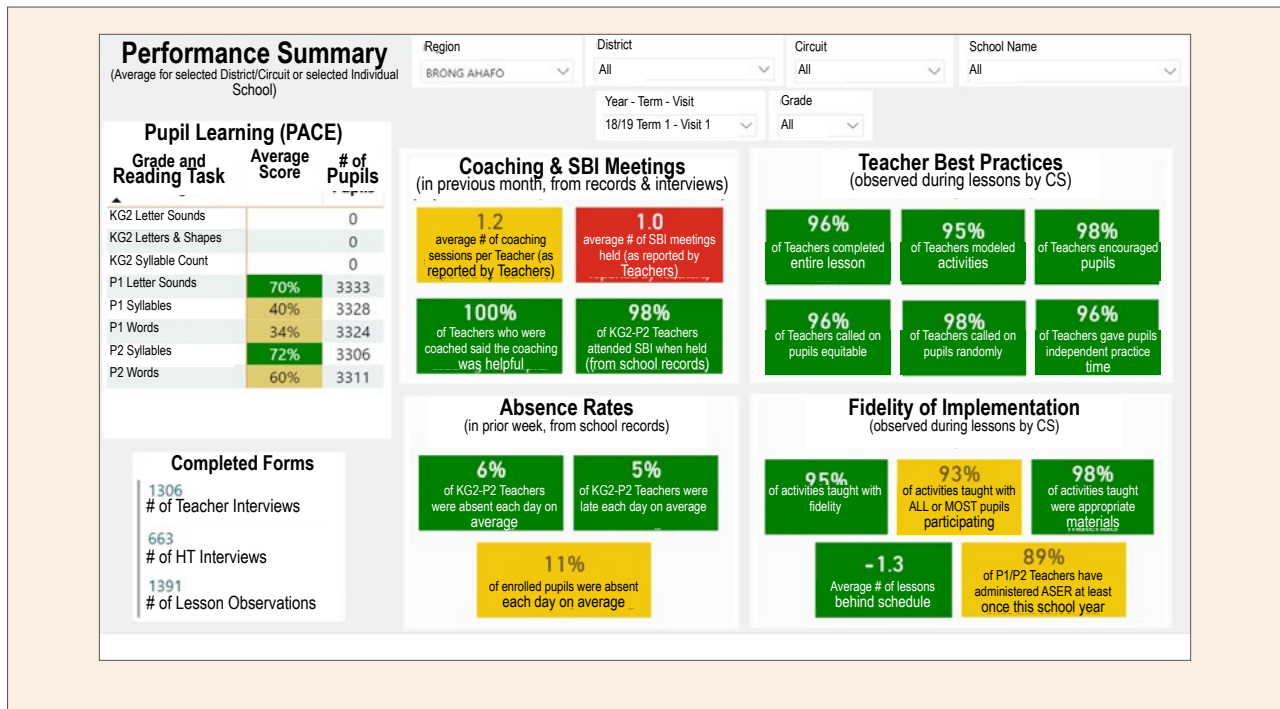 Performance Summary
(Average for selected District/Circuit or selected Individual
School)
Region
BRONG AHAFO
District
All
Circuit
All
School Name
All
Year - Term - Visit
18/19 Term 1 - Visit 1
Grade
All
Pupil Learning (PACE)
Grade and Reading Task Average Score # of Pupils
KG2 Letter Sounds 0
KG2 Letters & Shapes 0
KG2 Syllable Count 0
P1 Letter Sounds 70% 3333
P1 Syllables 40% 3328
P1 Words 34% 3324
P2 Syllables 72% 3306
P2 Words 60% 3311
Completed Forms
1306
# of Teacher Interviews
663
# of HT Interviews
1391
# of Lesson Observations
Coaching & SBI Meetings
(in previous month, from records & interviews)
1.2
average # of coaching
sessions per Teacher (as
reported by Teachers)
1.0
average # of SBI meetings
held (as reported by
Teachers)
100%
of Teachers who were
coached said the coaching
was helpful
98%
of KG2-P2 Teachers
attended SBI when held
(from school records)
Teacher Best Practices
(observed during lessons by CS)
96%
of Teachers completed
entire lesson
95%
of Teachers modeled
activities
98%
of Teachers encouraged
pupils
96%
of Teachers called on
pupils equitable
98%
of Teachers called on
pupils randomly
96%
of Teachers gave pupils
independent practice
time
Absence Rates
(in prior week, from school records)
6%
of KG2-P2 Teachers
were absent each day on
average
5%
of KG2-P2 Teachers were
late each day on average
11%
of enrolled pupils were absent
each day on average
Fidelity of Implementation
(observed during lessons by CS)
95%
of activities taught with
fidelity
93%
of activities taught with
ALL or MOST pupils
participating
98%
of activities taught
were appropriate
materials
-1.3
Average # of lessons
behind schedule
89%
of P1/P2 Teachers have
administered ASER at least
once this school year